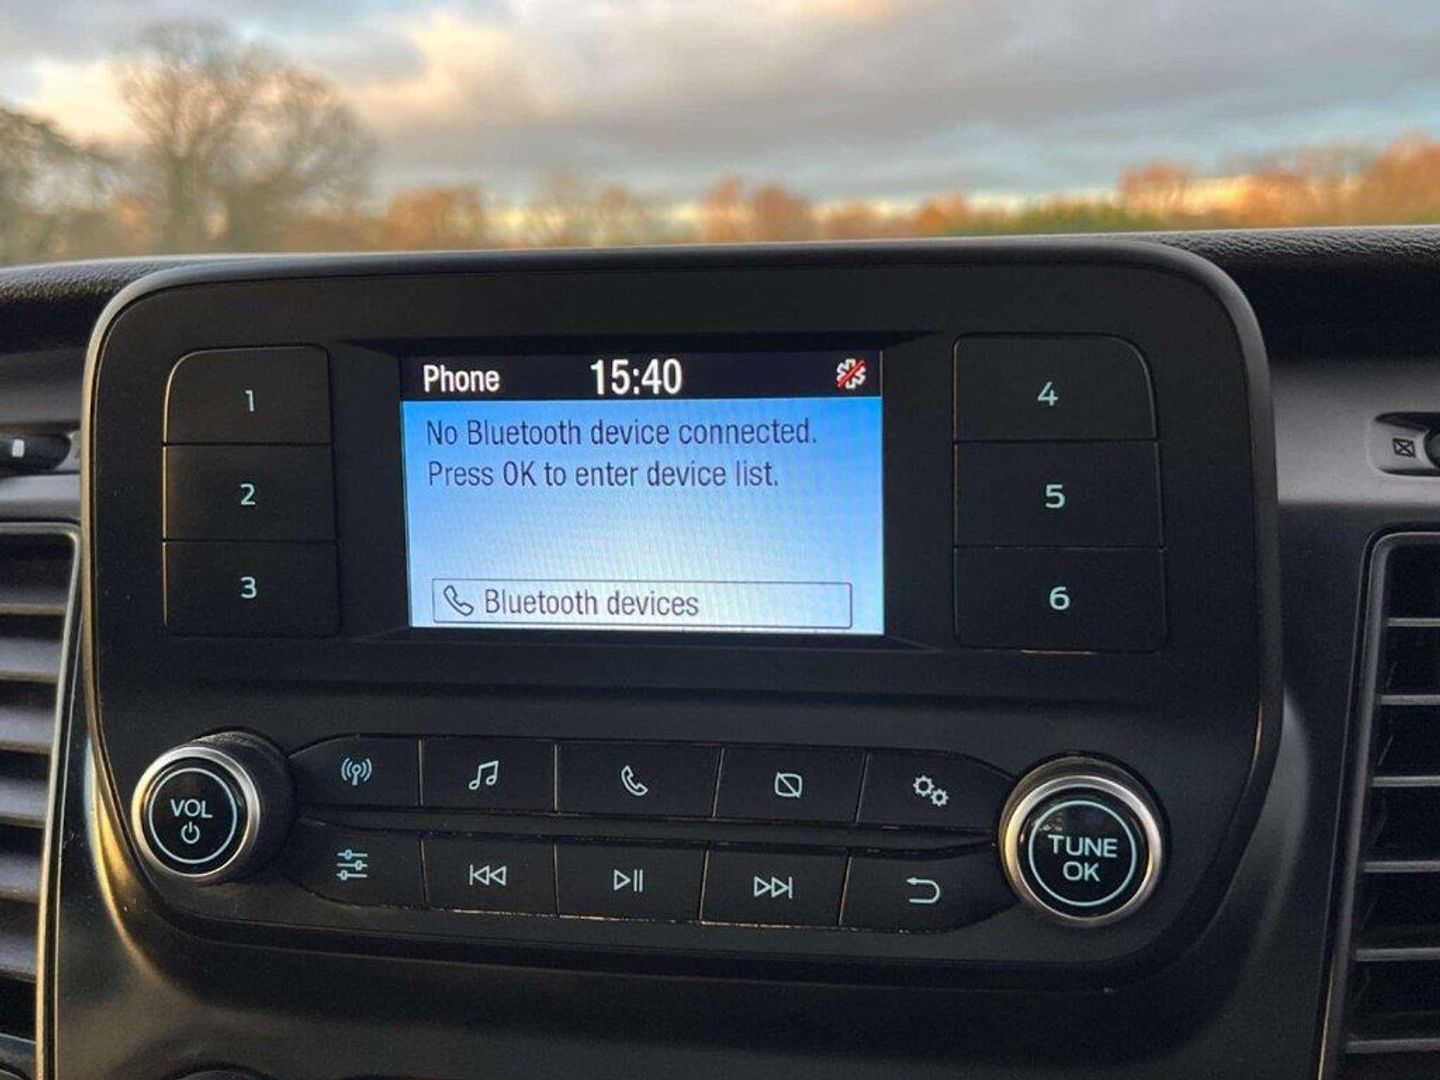 Phone 15:40
No Bluetooth device connected.
Press OK to enter device list.
Bluetooth devices
1
2
3
4
5
6
VOL
TUNE
OK